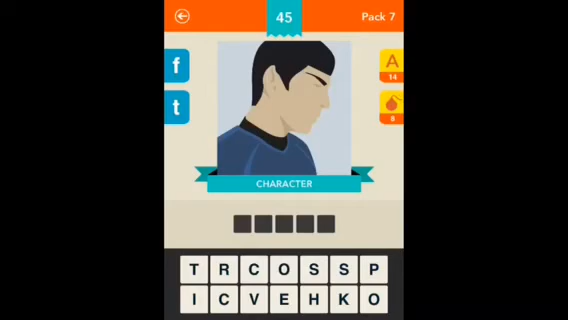 45
Pack 7
f
t
A
14
8
CHARACTER
T R C O S S P
I C V E H K O